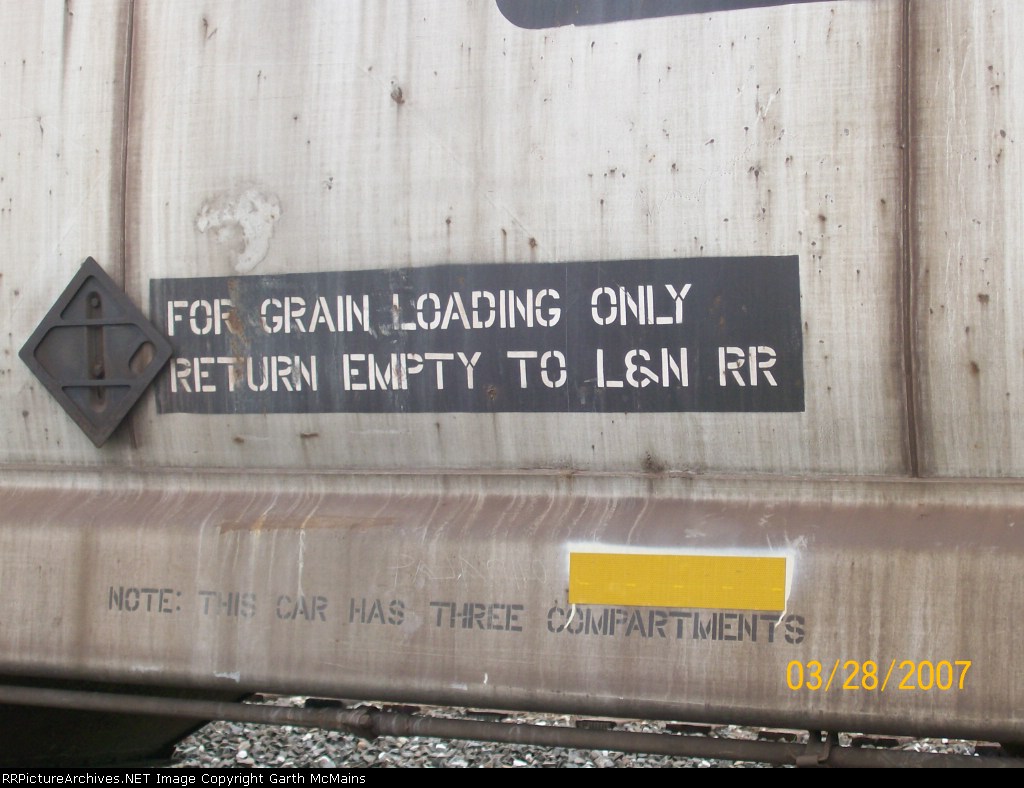 FOR GRAIN LOADING ONLY
RETURN EMPTY TO L&N RR
NOTE: THIS CAR HAS THREE COMPARTMENTS
03/28/2007
RRPictureArchives.NET Image Copyright Garth McMains